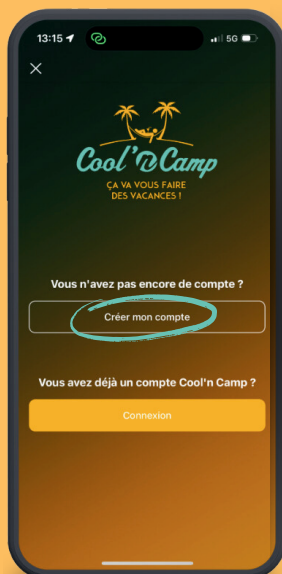 13:15
5G
Cool'n Camp
ÇA VA VOUS FAIRE
DES VACANCES !
Vous n'avez pas encore de compte ?
Créer mon compte
Vous avez déjà un compte Cool'n Camp ?
Connexion